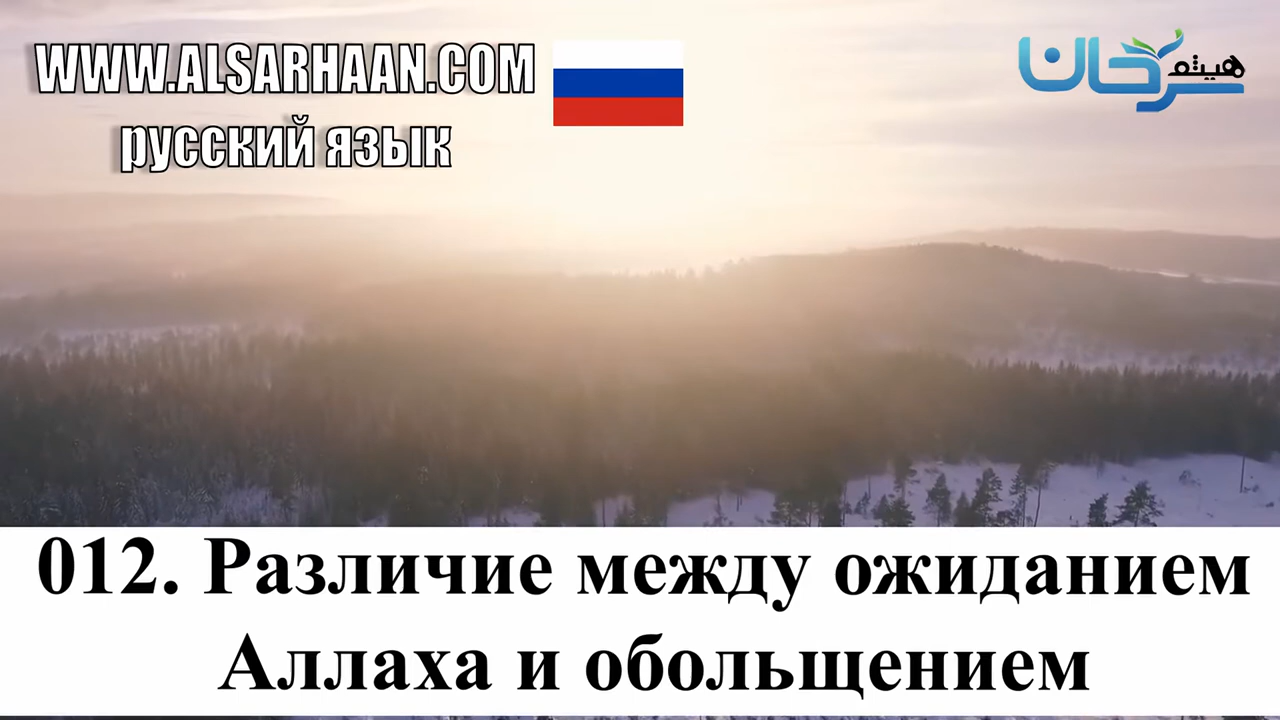 WWW.ALSARHAAN.COM
русский язык
هيثم
سرحان
012. Различие между ожиданием
Аллаха и обольщением